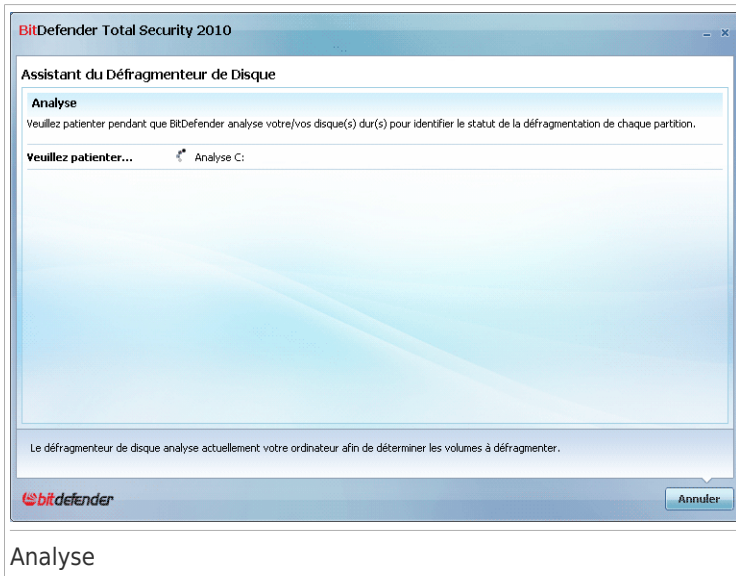 BitDefender Total Security 2010
Assistant du Défragmenteur de Disque
Analyse
Veuillez patienter pendant que BitDefender analyse votre/vos disque(s) dur(s) pour identifier le statut de la défragmentation de chaque partition.
Veuillez patienter... Analyse C:
Le défragmenteur de disque analyse actuellement votre ordinateur afin de déterminer les volumes à défragmenter.
bitdefender
Annuler
Analyse